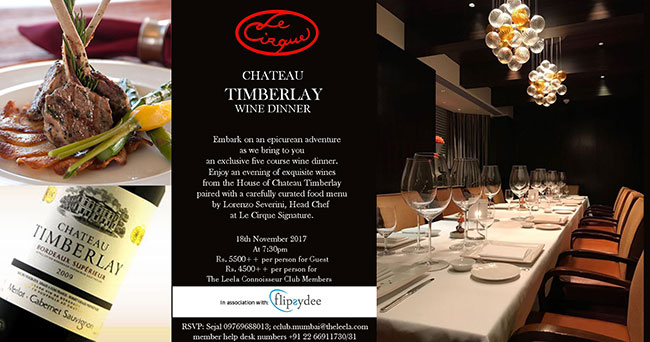 Le
Cirque
CHATEAU
TIMBERLAY
WINE DINNER
Embark on an epicurean adventure
as we bring to you
an exclusive five course wine dinner.
Enjoy an evening of exquisite wines
from the House of Chateau Timberlay
paired with a carefully curated food menu
by Lorenzo Severini, Head Chef
at Le Cirque Signature.
18th November 2017
At 7:30pm
Rs. 5500++ per person for Guest
Rs. 4500++ per person for
The Leela Connoisseur Club Members
In association with: flipsydee
RSVP: Sejal 09769688013; cclub.mumbai@theleela.com
member help desk numbers +91 22 66911730/31
CHATEAU
TIMBERLAY
BORDEAUX SUPÉRIEUR
2009
Merlot - Cabernet Sauvignon